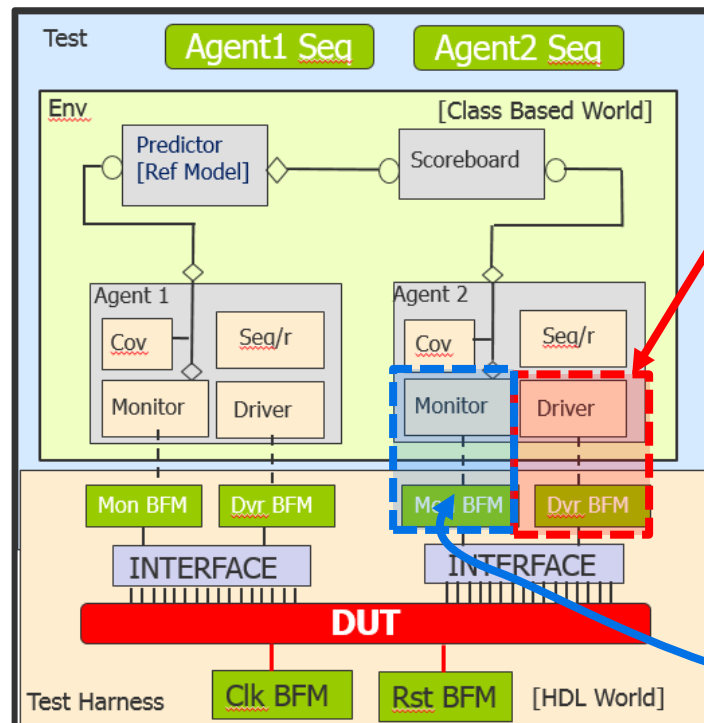 Test
Agent1 Seq
Agent2 Seq
Env
[Class Based World]
Predictor
[Ref Model]
Scoreboard
Agent 1
Agent 2
Cov
Seq/r
Cov
Seq/r
Monitor
Driver
Monitor
Driver
Mon BFM
Dvr BFM
Mon BFM
Dvr BFM
INTERFACE
INTERFACE
DUT
Clk BFM
Rst BFM
Test Harness
[HDL World]